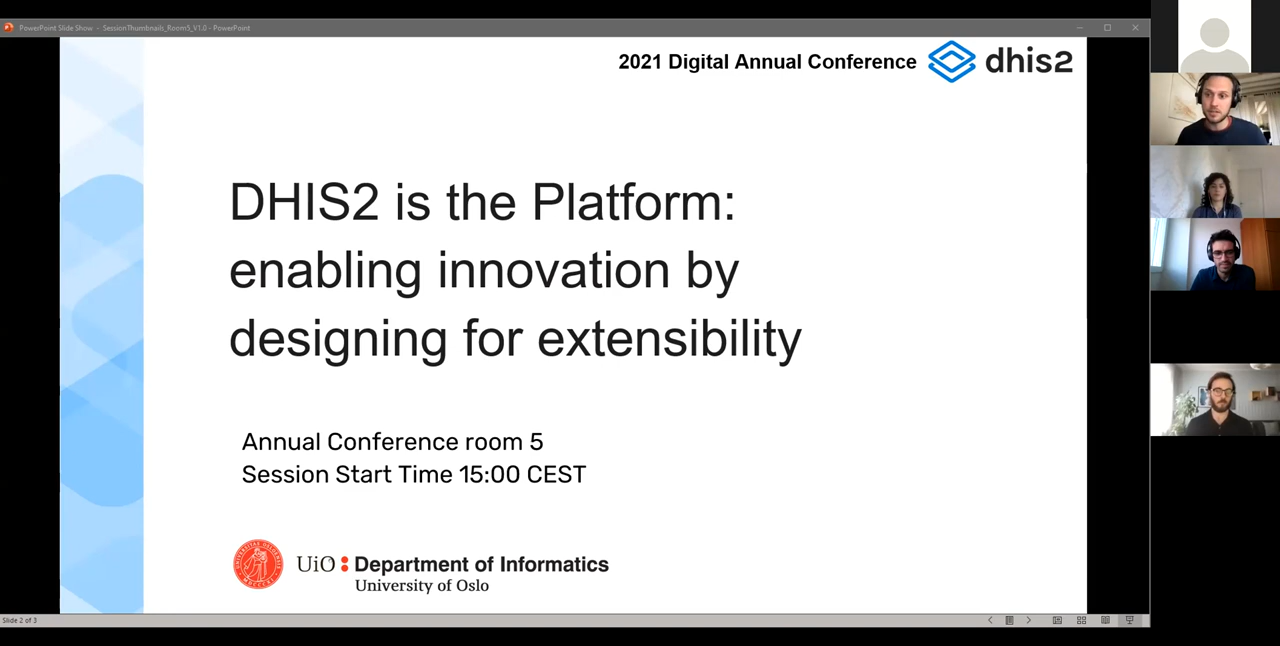 PowerPoint Slide Show - SessionThumbnails_Room5_V1.0 - PowerPoint
2021 Digital Annual Conference dhis2
DHIS2 is the Platform:
enabling innovation by
designing for extensibility
Annual Conference room 5
Session Start Time 15:00 CEST
UiO: Department of Informatics
University of Oslo
Slide 2 of 3